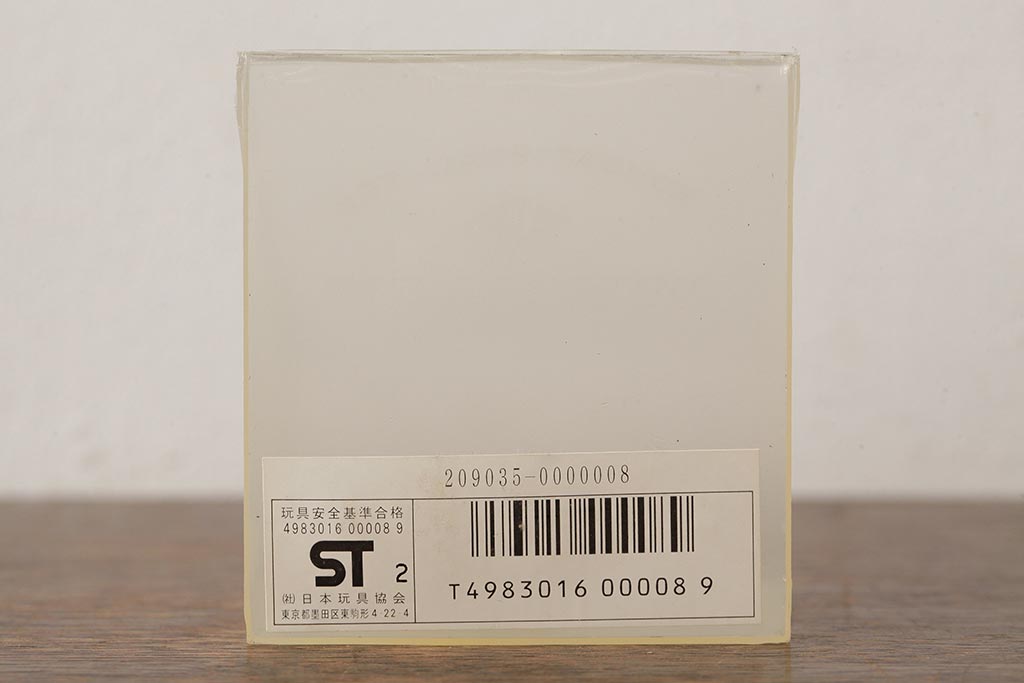 209035-0000008
玩具安全基準合格
4983016 00008 9
ST 2
(社)日本玩具協会
東京都墨田区東駒形4-22-4
T4983016 00008 9